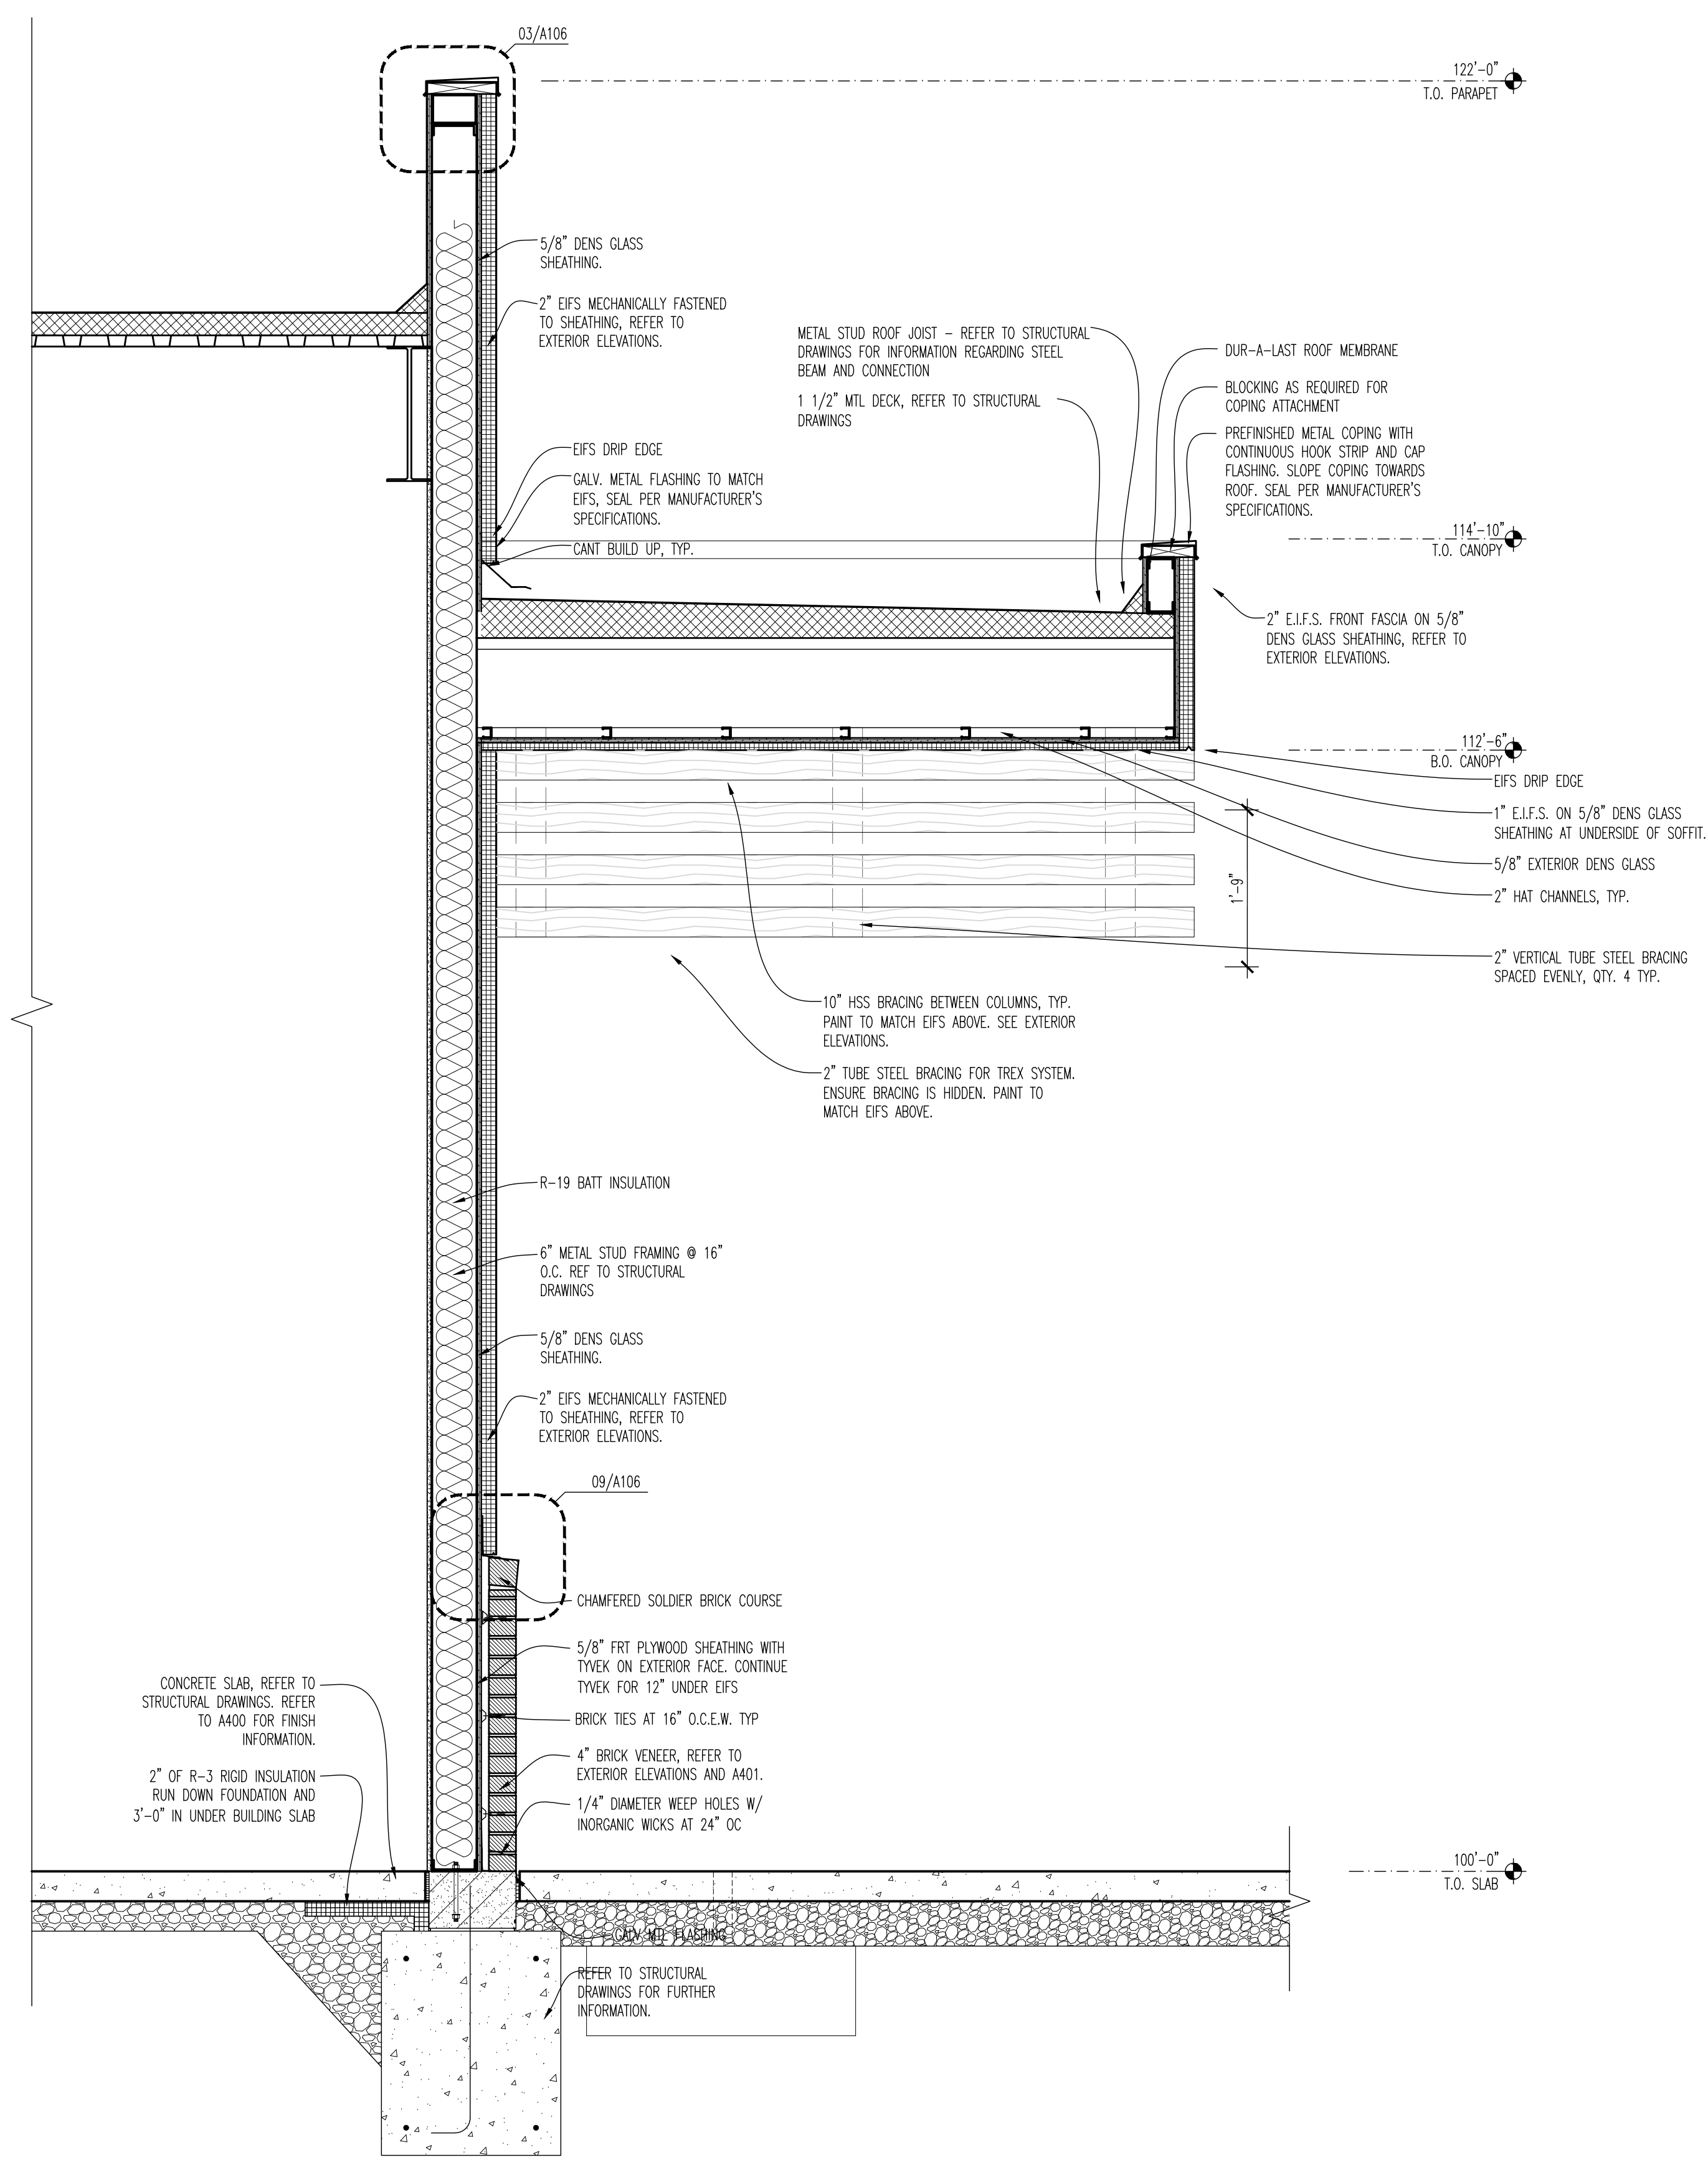 03/A106
122'-0"
T.O. PARAPET
5/8" DENS GLASS
SHEATHING.
2" EIFS MECHANICALLY FASTENED
TO SHEATHING, REFER TO
EXTERIOR ELEVATIONS.
METAL STUD ROOF JOIST – REFER TO STRUCTURAL
DRAWINGS FOR INFORMATION REGARDING STEEL
BEAM AND CONNECTION
1 1/2" MTL DECK, REFER TO STRUCTURAL
DRAWINGS
DUR-A-LAST ROOF MEMBRANE
BLOCKING AS REQUIRED FOR
COPING ATTACHMENT
PREFINISHED METAL COPING WITH
CONTINUOUS HOOK STRIP AND CAP
FLASHING. SLOPE COPING TOWARDS
ROOF. SEAL PER MANUFACTURER'S
SPECIFICATIONS.
EIFS DRIP EDGE
GALV. METAL FLASHING TO MATCH
EIFS, SEAL PER MANUFACTURER'S
SPECIFICATIONS.
CANT BUILD UP, TYP.
114'-10"
T.O. CANOPY
2" E.I.F.S. FRONT FASCIA ON 5/8"
DENS GLASS SHEATHING, REFER TO
EXTERIOR ELEVATIONS.
112'-6"
B.O. CANOPY
EIFS DRIP EDGE
1" E.I.F.S. ON 5/8" DENS GLASS
SHEATHING AT UNDERSIDE OF SOFFIT.
5/8" EXTERIOR DENS GLASS
2" HAT CHANNELS, TYP.
1'-9"
2" VERTICAL TUBE STEEL BRACING
SPACED EVENLY, QTY. 4 TYP.
10" HSS BRACING BETWEEN COLUMNS, TYP.
PAINT TO MATCH EIFS ABOVE. SEE EXTERIOR
ELEVATIONS.
2" TUBE STEEL BRACING FOR TREX SYSTEM.
ENSURE BRACING IS HIDDEN. PAINT TO
MATCH EIFS ABOVE.
R-19 BATT INSULATION
6" METAL STUD FRAMING @ 16"
O.C. REF TO STRUCTURAL
DRAWINGS
5/8" DENS GLASS
SHEATHING.
2" EIFS MECHANICALLY FASTENED
TO SHEATHING, REFER TO
EXTERIOR ELEVATIONS.
09/A106
CHAMFERED SOLDIER BRICK COURSE
5/8" FRT PLYWOOD SHEATHING WITH
TYVEK ON EXTERIOR FACE. CONTINUE
TYVEK FOR 12" UNDER EIFS
BRICK TIES AT 16" O.C.E.W. TYP
4" BRICK VENEER, REFER TO
EXTERIOR ELEVATIONS AND A401.
1/4" DIAMETER WEEP HOLES W/
INORGANIC WICKS AT 24" OC
CONCRETE SLAB, REFER TO
STRUCTURAL DRAWINGS. REFER
TO A400 FOR FINISH
INFORMATION.
2" OF R-3 RIGID INSULATION
RUN DOWN FOUNDATION AND
3'-0" IN UNDER BUILDING SLAB
100'-0"
T.O. SLAB
GALV MTL FLASHING
REFER TO STRUCTURAL
DRAWINGS FOR FURTHER
INFORMATION.